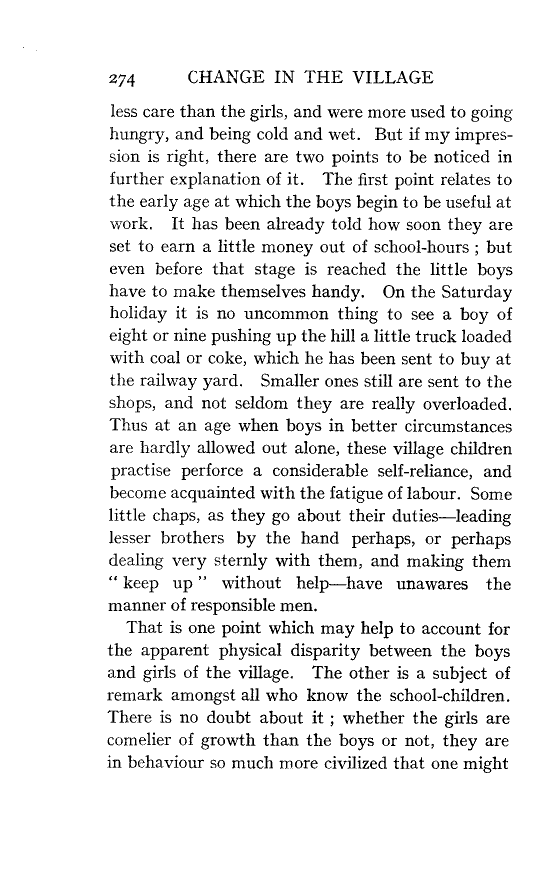 274 CHANGE IN THE VILLAGE
less care than the girls, and were more used to going
hungry, and being cold and wet. But if my impres-
sion is right, there are two points to be noticed in
further explanation of it. The first point relates to
the early age at which the boys begin to be useful at
work. It has been already told how soon they are
set to earn a little money out of school-hours ; but
even before that stage is reached the little boys
have to make themselves handy. On the Saturday
holiday it is no uncommon thing to see a boy of
eight or nine pushing up the hill a little truck loaded
with coal or coke, which he has been sent to buy at
the railway yard. Smaller ones still are sent to the
shops, and not seldom they are really overloaded.
Thus at an age when boys in better circumstances
are hardly allowed out alone, these village children
practise perforce a considerable self-reliance, and
become acquainted with the fatigue of labour. Some
little chaps, as they go about their duties—leading
lesser brothers by the hand perhaps, or perhaps
dealing very sternly with them, and making them
“ keep up ” without help—have unawares the
manner of responsible men.
That is one point which may help to account for
the apparent physical disparity between the boys
and girls of the village. The other is a subject of
remark amongst all who know the school-children.
There is no doubt about it ; whether the girls are
comelier of growth than the boys or not, they are
in behaviour so much more civilized that one might